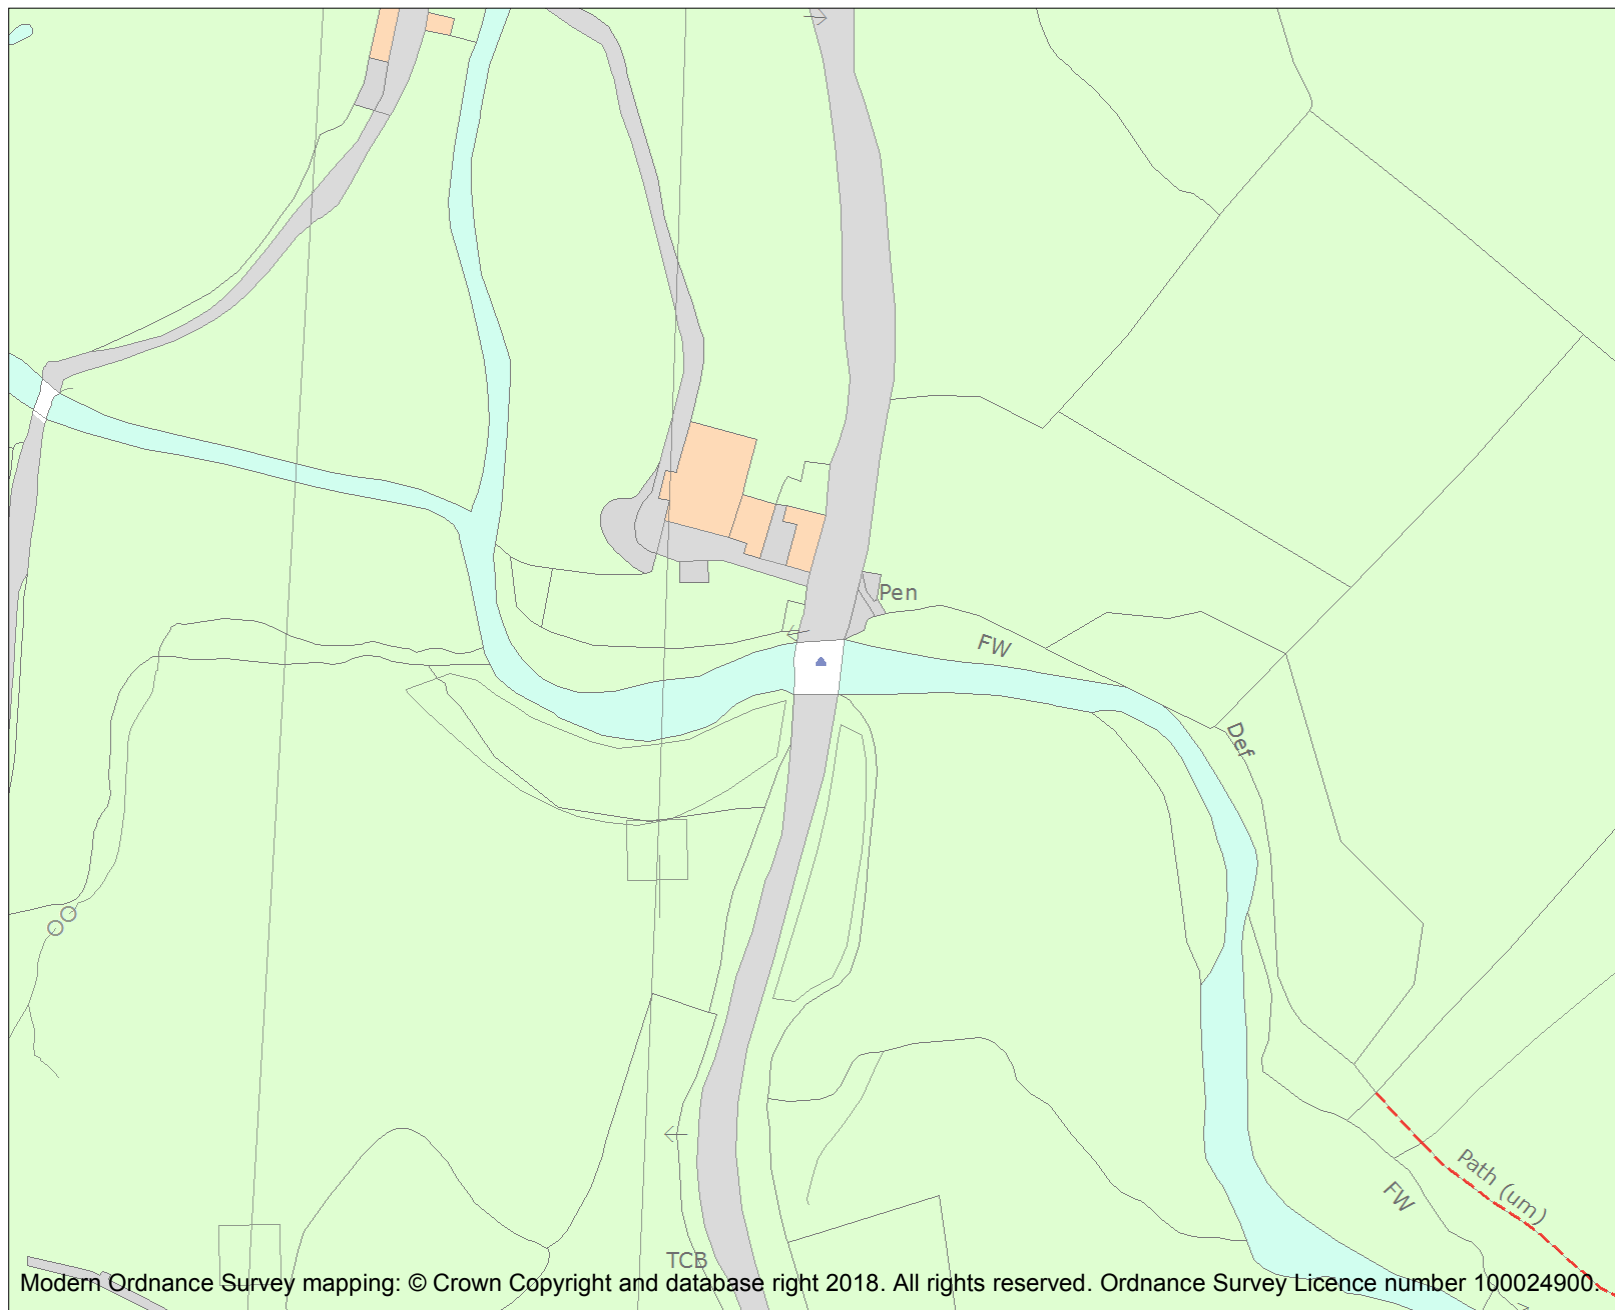 Pen
FW
Def
Path (um)
FW
TCB
Modern Ordnance Survey mapping: © Crown Copyright and database right 2018. All rights reserved. Ordnance Survey Licence number 100024900.